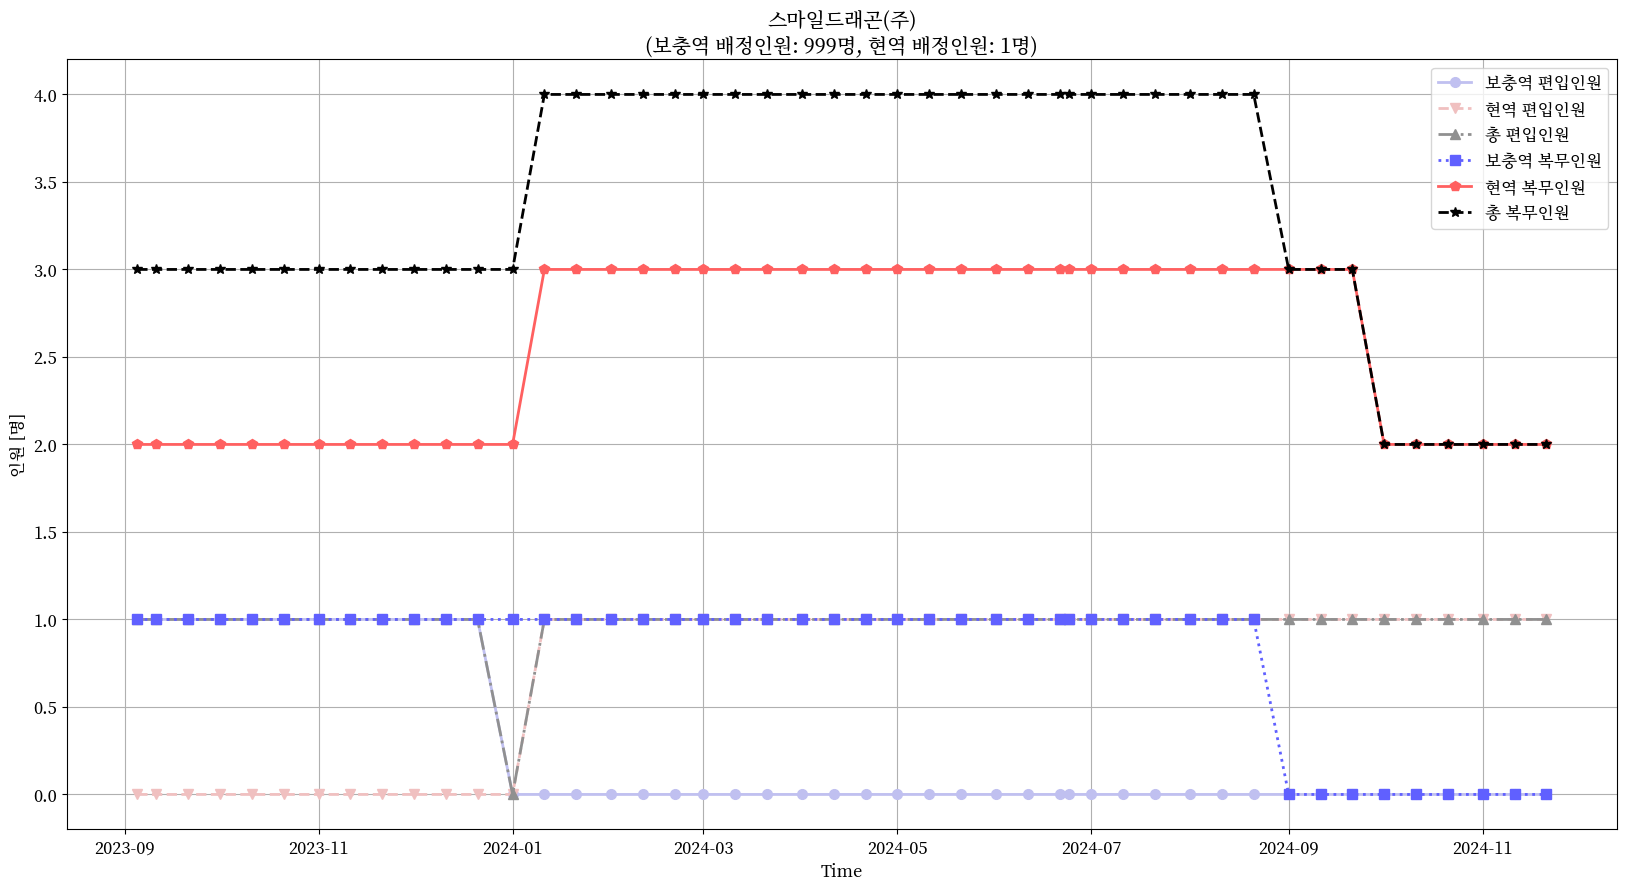 스마일드래곤(주)
(보충역 배정인원: 999명, 현역 배정인원: 1명)
보충역 편입인원
현역 편입인원
총 편입인원
보충역 복무인원
현역 복무인원
총 복무인원
인원 [명]
4.0
3.5
3.0
2.5
2.0
1.5
1.0
0.5
0.0
2023-09 2023-11 2024-01 2024-03 2024-05 2024-07 2024-09 2024-11
Time